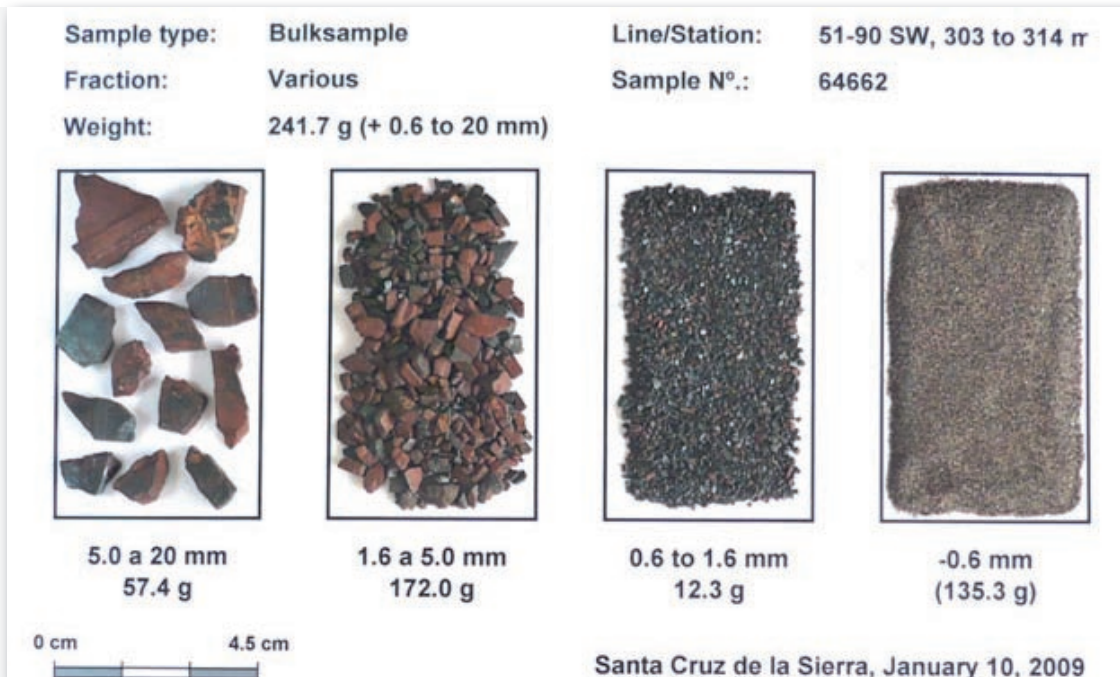 Sample type: Bulksample Line/Station: 51-90 SW, 303 to 314 m
Fraction: Various Sample Nº.: 64662
Weight: 241.7 g (+ 0.6 to 20 mm)
5.0 a 20 mm 1.6 a 5.0 mm 0.6 to 1.6 mm -0.6 mm
57.4 g 172.0 g 12.3 g (135.3 g)
0 cm 4.5 cm
Santa Cruz de la Sierra, January 10, 2009